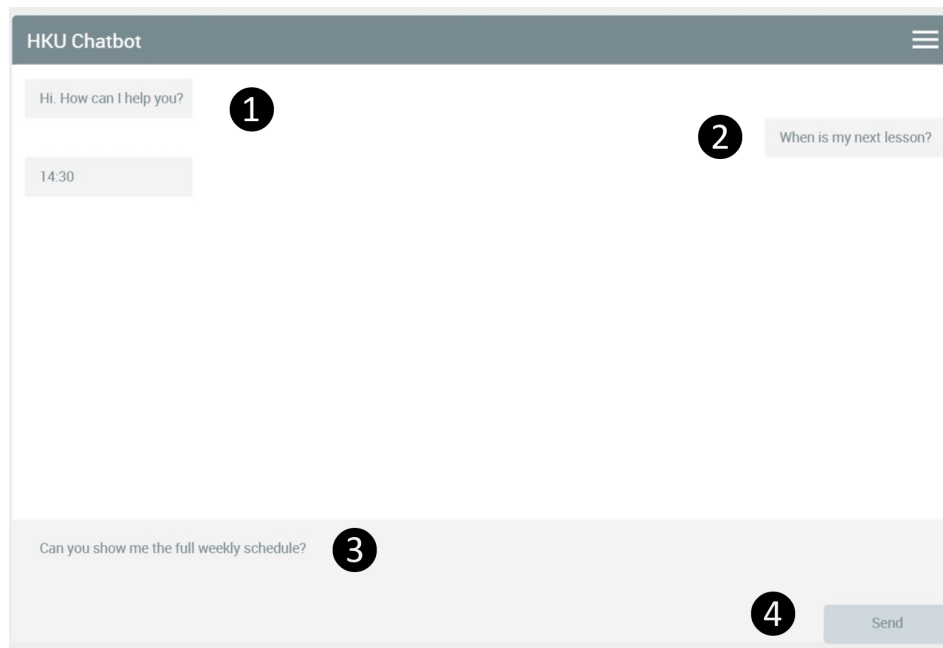 HKU Chatbot
Hi. How can I help you?
1
2
When is my next lesson?
14:30
Can you show me the full weekly schedule?
3
4
Send